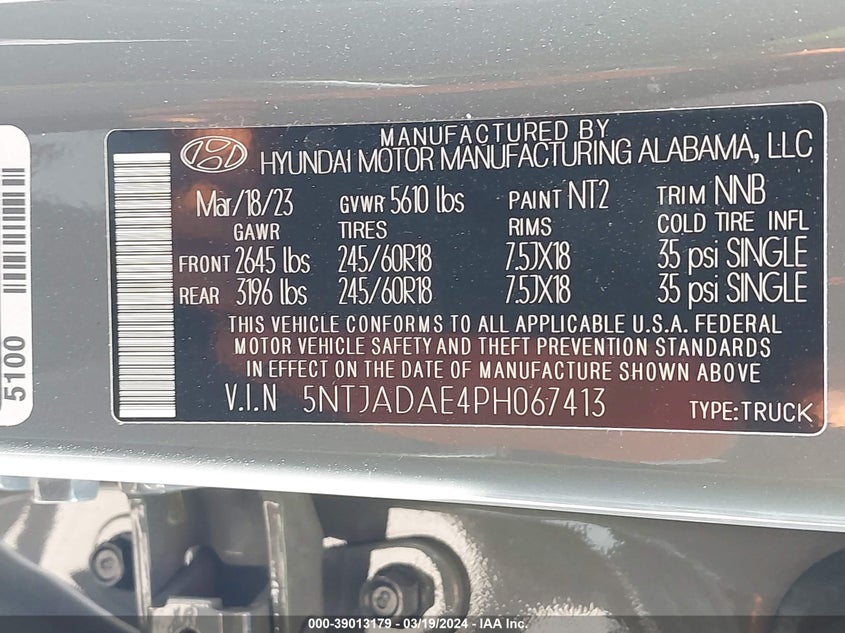 MANUFACTURED BY
HYUNDAI MOTOR MANUFACTURING ALABAMA, LLC
Mar/18/23 GVWR 5610 lbs PAINT NT2 TRIM NNB
GAWR TIRES RIMS COLD TIRE INFL
FRONT 2645 lbs 245/60R18 7.5JX18 35 psi SINGLE
REAR 3196 lbs 245/60R18 7.5JX18 35 psi SINGLE
THIS VEHICLE CONFORMS TO ALL APPLICABLE U.S.A. FEDERAL
MOTOR VEHICLE SAFETY AND THEFT PREVENTION STANDARDS
IN EFFECT ON THE DATE OF MANUFACTURE SHOWN ABOVE
V.I.N 5NTJADAE4PH067413 TYPE:TRUCK
5100
000-39013179 - 03/19/2024 - IAA Inc.